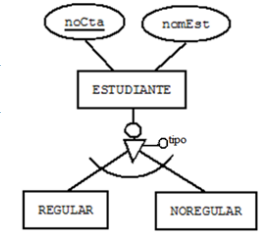 noCta
nomEst
ESTUDIANTE
tipo
REGULAR
NOREGULAR